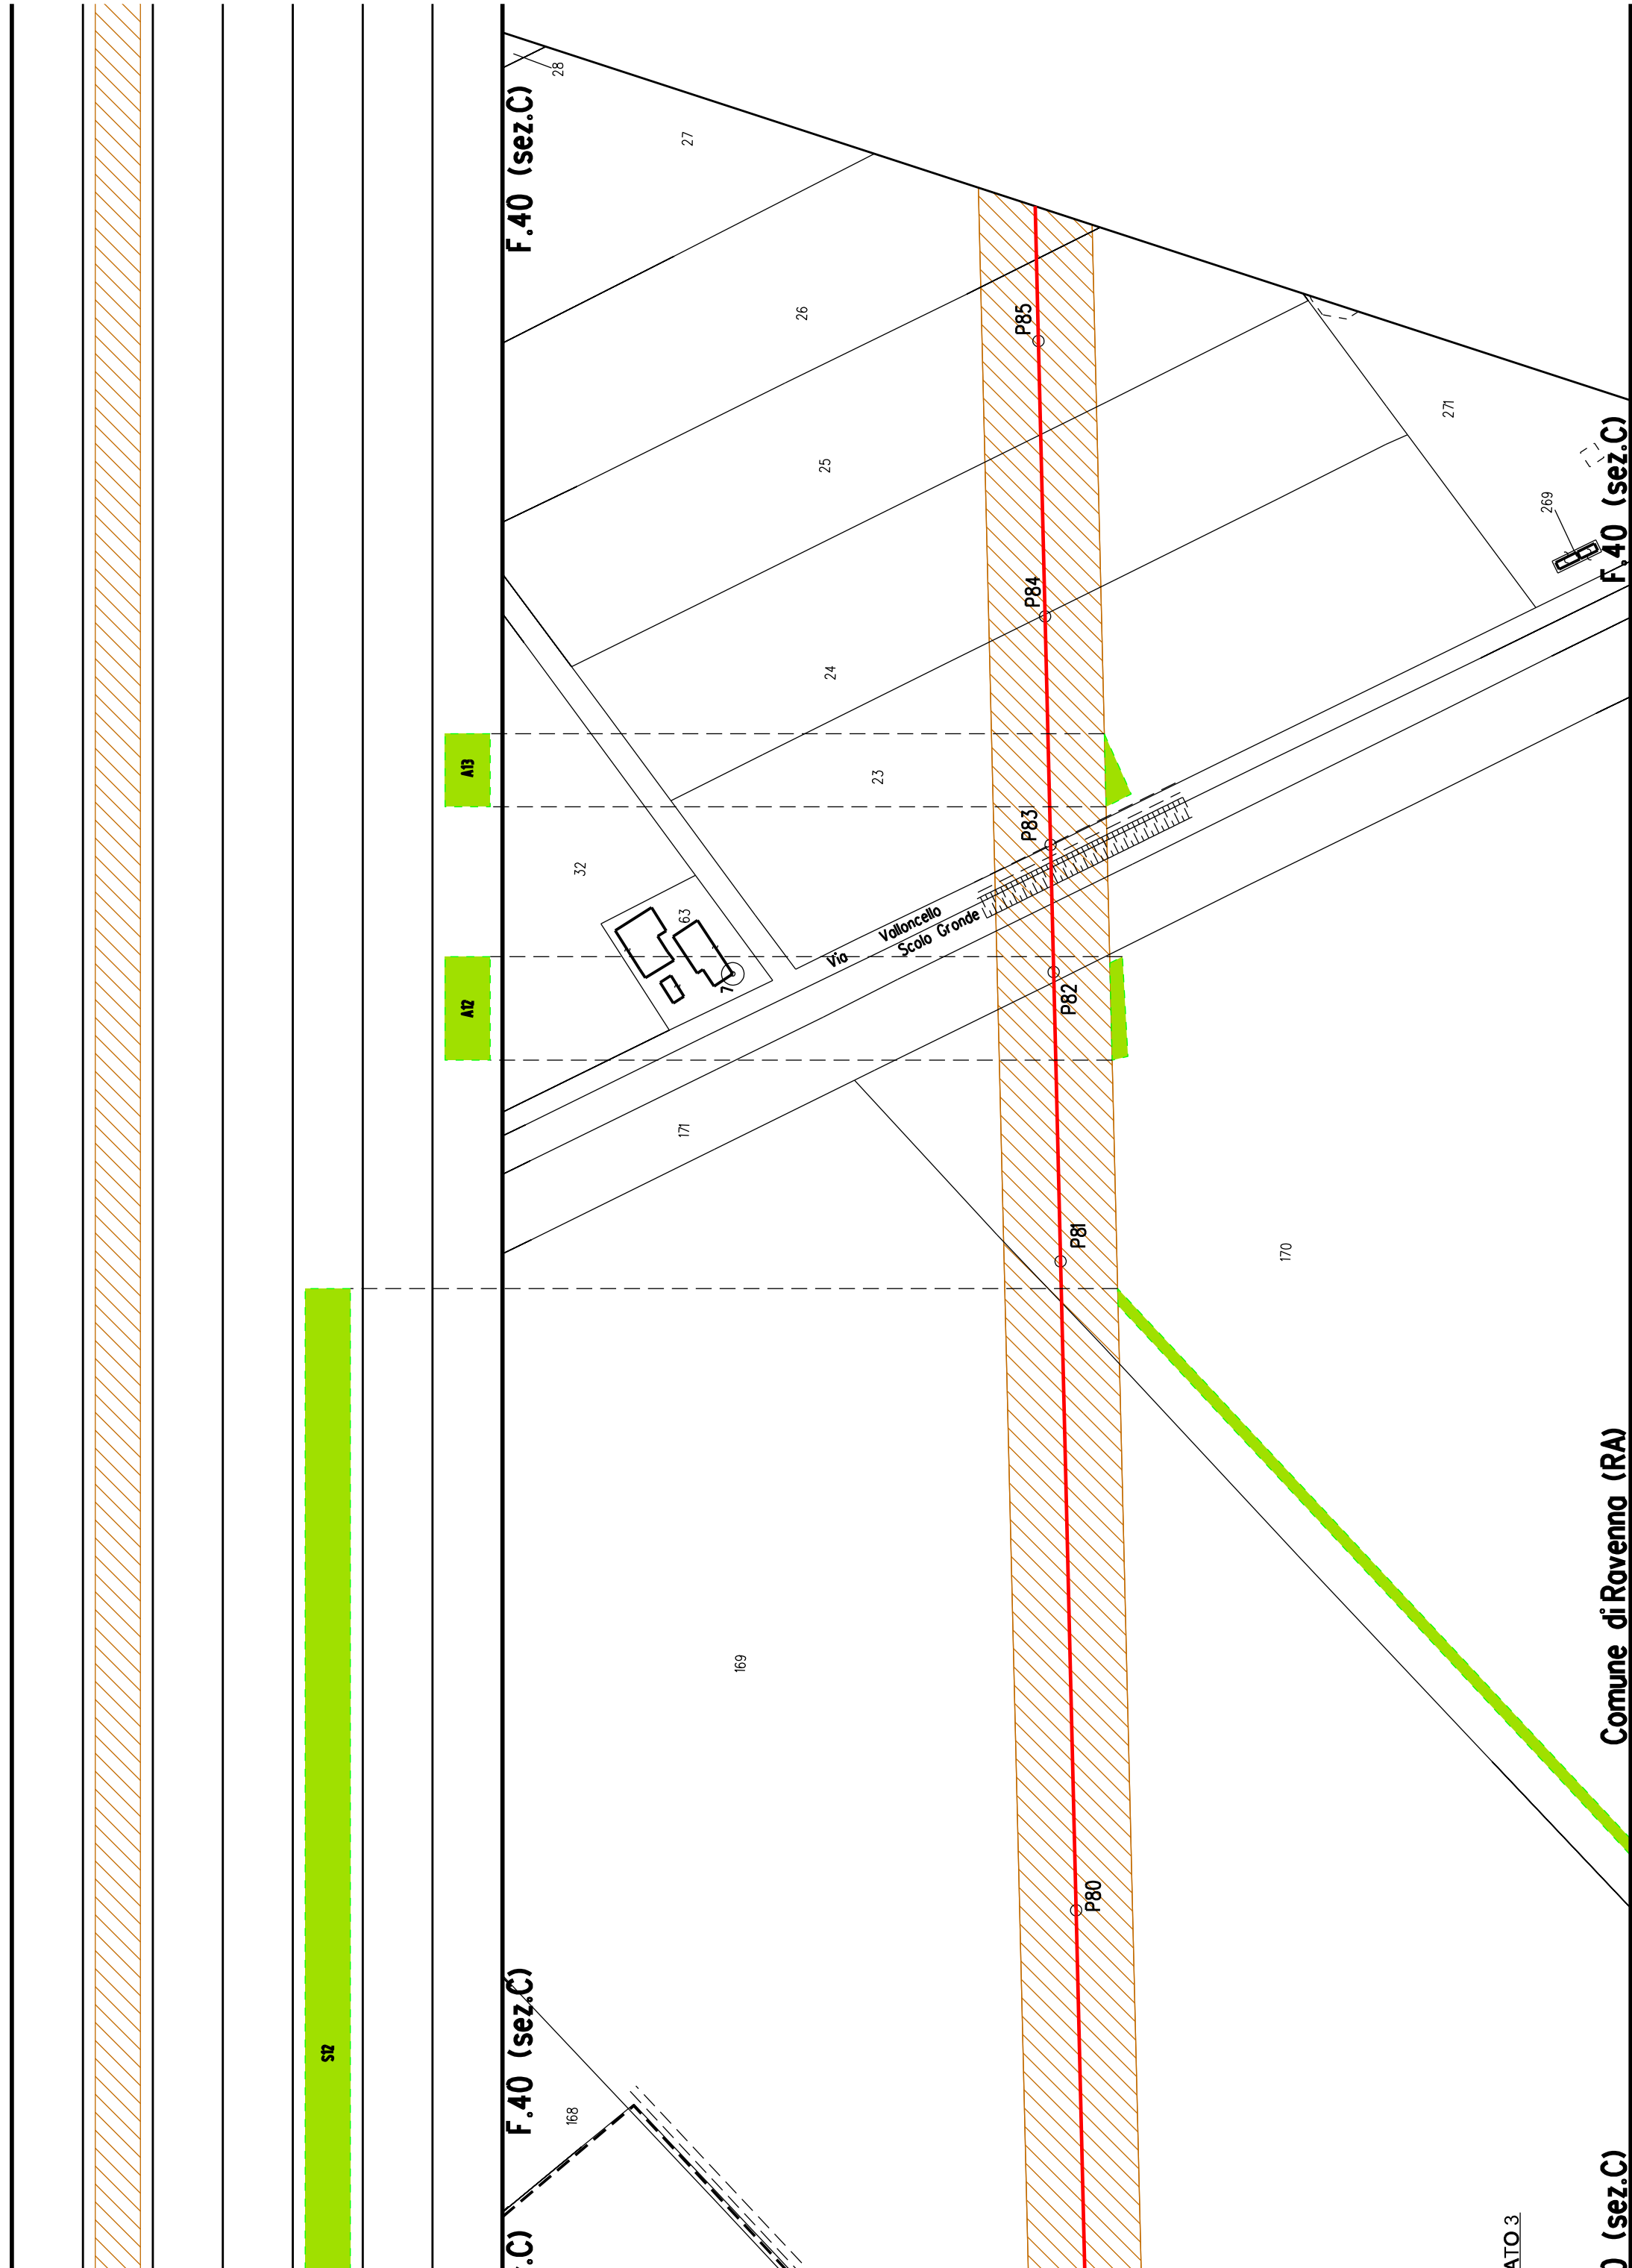 F.40 (sez.C)
28
27
26
25
24
23
32
63
7
171
170
169
168
271
269
F.40 (sez.C)
P85
P84
P83
P82
P81
P80
Via Valloncello
Scolo Grande
A13
A12
S12
F.40 (sez.C)
Comune di Ravenna (RA)
(sez.C)
ATO 3
.C)